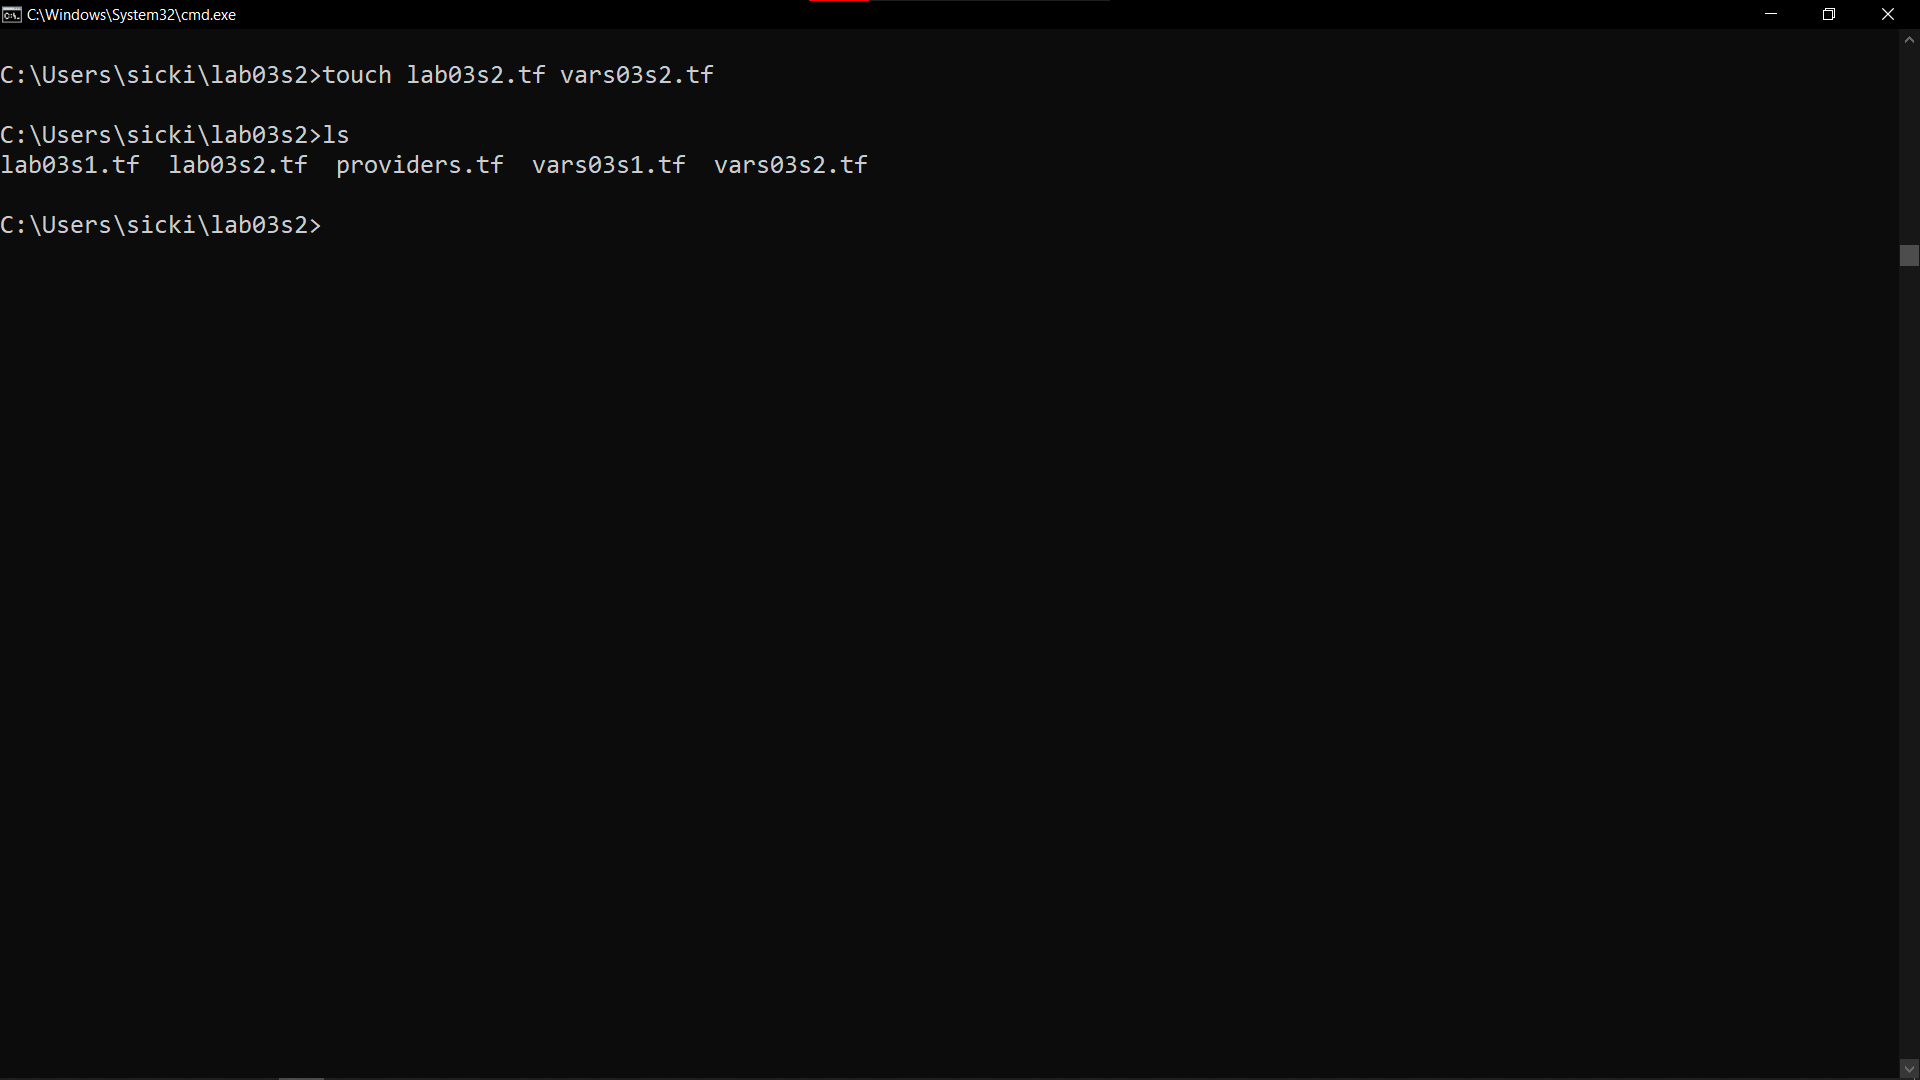 C:\Windows\System32\cmd.exe
C:\Users\sicki\lab03s2>touch lab03s2.tf vars03s2.tf
C:\Users\sicki\lab03s2>ls
lab03s1.tf  lab03s2.tf  providers.tf  vars03s1.tf  vars03s2.tf
C:\Users\sicki\lab03s2>